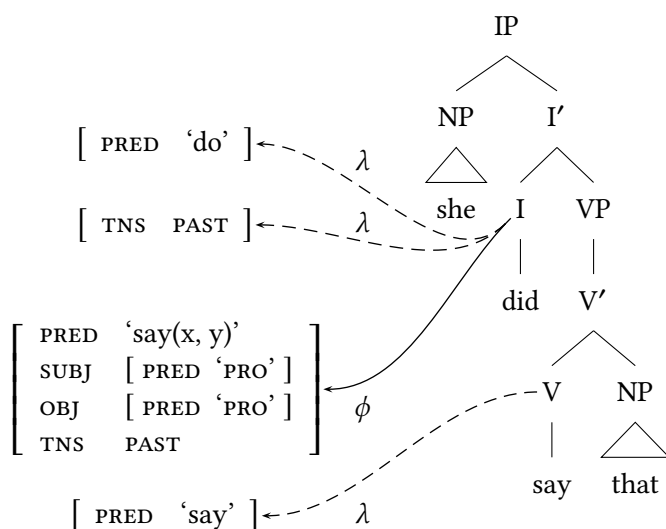 IP
NP I′
[ PRED ‘do’ ] λ
she I VP
[ TNS PAST ] λ
did V′
PRED ‘say(x, y)’
SUBJ [ PRED ‘PRO’ ]
OBJ [ PRED ‘PRO’ ] ϕ V NP
TNS PAST
say that
[ PRED ‘say’ ] λ